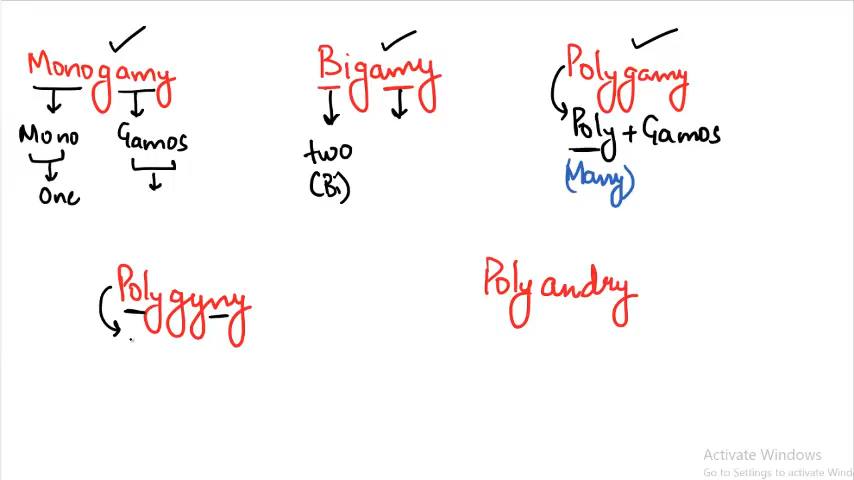 Monogamy
Mono Gamos
One
Bigamy
two
(Bi)
Polygamy
Poly + Gamos
(Many)
Polygyny
Polyandry
Activate Windows
Go to Settings to activate Wind